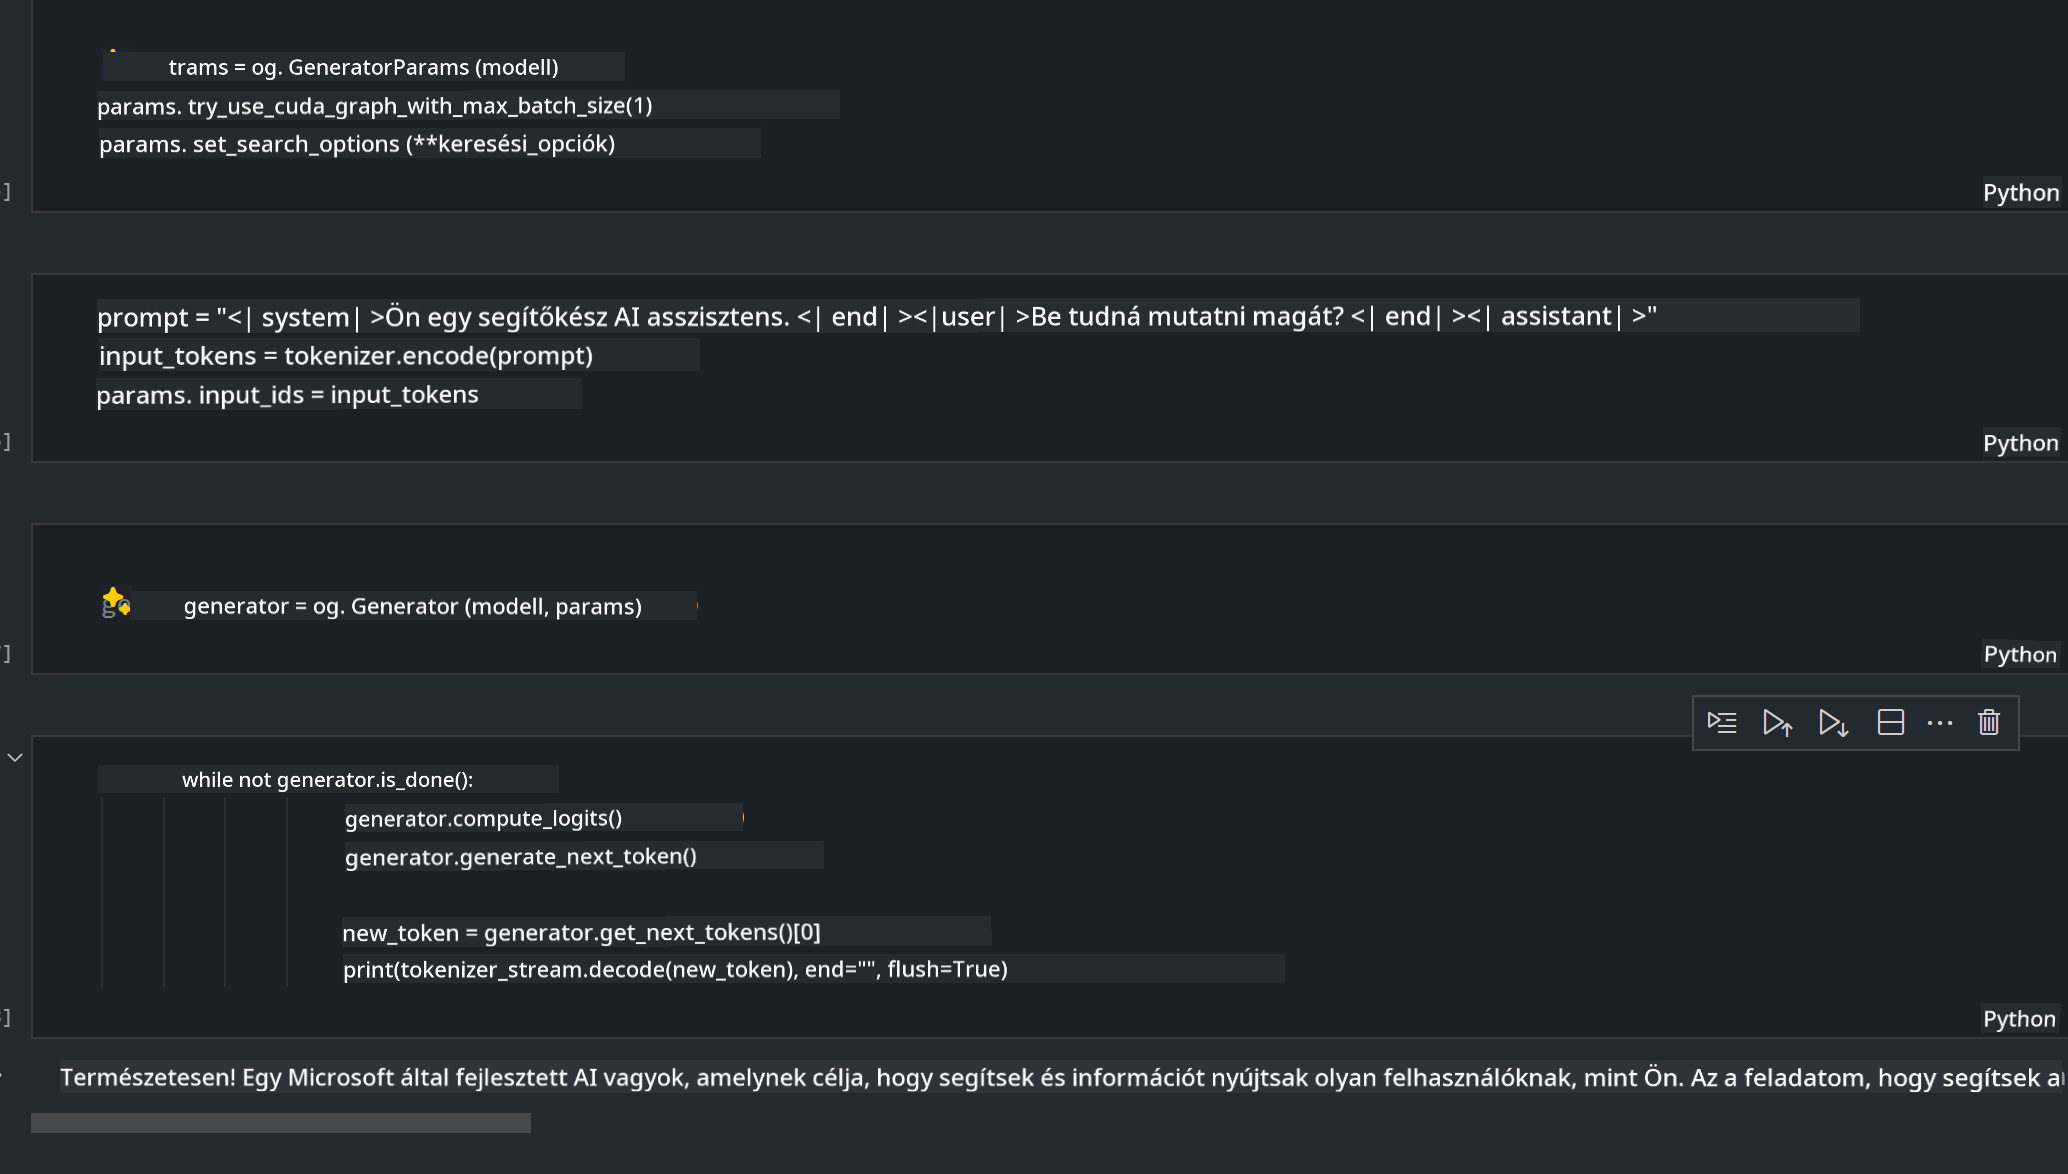 trams = og. GeneratorParams (modell)
params. try_use_cuda_graph_with_max_batch_size(1)
params. set_search_options (**keresési_opciók)
]
Python
prompt = "<| system| >Ön egy segítőkész AI asszisztens. <| end| ><|user| >Be tudná mutatni magát? <| end| ><| assistant| >"
input_tokens = tokenizer.encode(prompt)
params. input_ids = input_tokens
]
Python
generator = og. Generator (modell, params)
]
Python
while not generator.is_done():
generator.compute_logits()
generator.generate_next_token()
new_token = generator.get_next_tokens()[0]
print(tokenizer_stream.decode(new_token), end="", flush=True)
]
Python
Természetesen! Egy Microsoft által fejlesztett AI vagyok, amelynek célja, hogy segítsek és információt nyújtsak olyan felhasználóknak, mint Ön. Az a feladatom, hogy segítsek